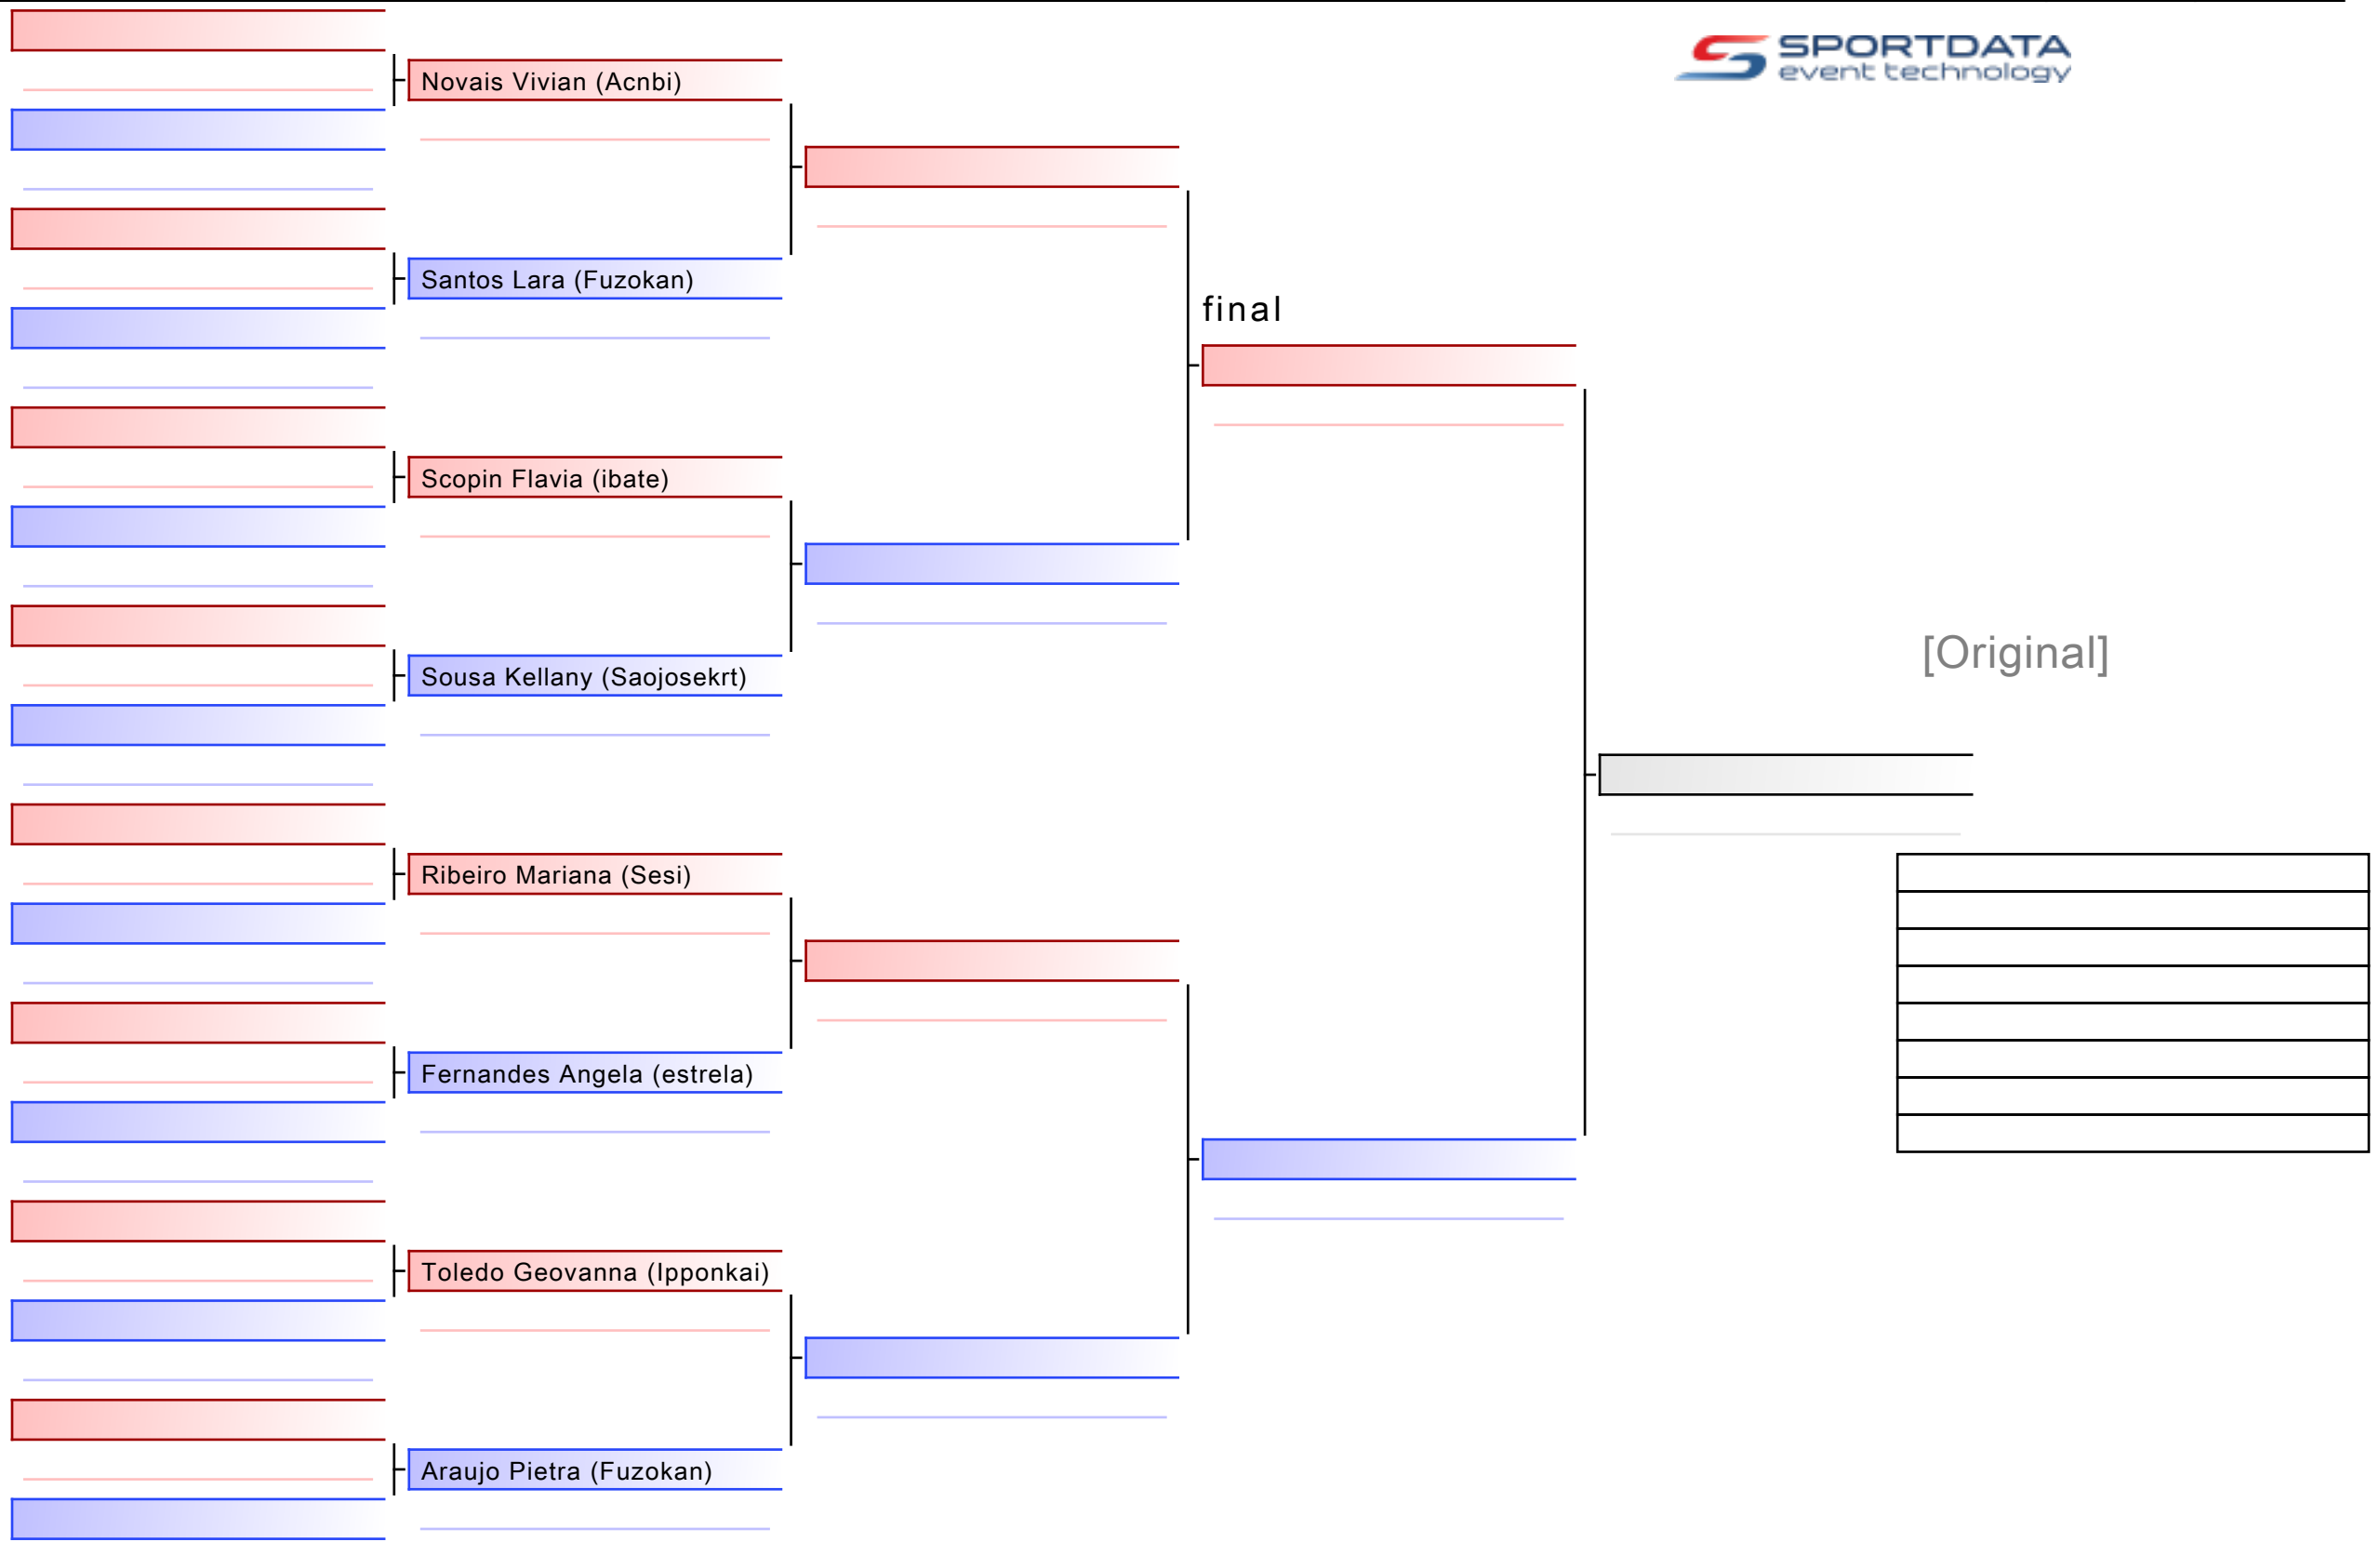 SPORTDATA
event technology
Novais Vivian (Acnbi)
Santos Lara (Fuzokan)
final
Scopin Flavia (ibate)
[Original]
Sousa Kellany (Saojosekrt)
Ribeiro Mariana (Sesi)
Fernandes Angela (estrela)
Toledo Geovanna (Ipponkai)
Araujo Pietra (Fuzokan)